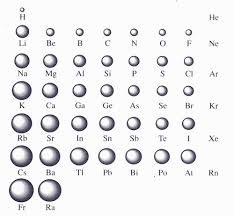 H He
Li Be B C N O F Ne
Na Mg Al Si P S Cl Ar
K Ca Ga Ge As Se Br Kr
Rb Sr In Sn Sb Te I Xe
Cs Ba Tl Pb Bi Po At Rn
Fr Ra